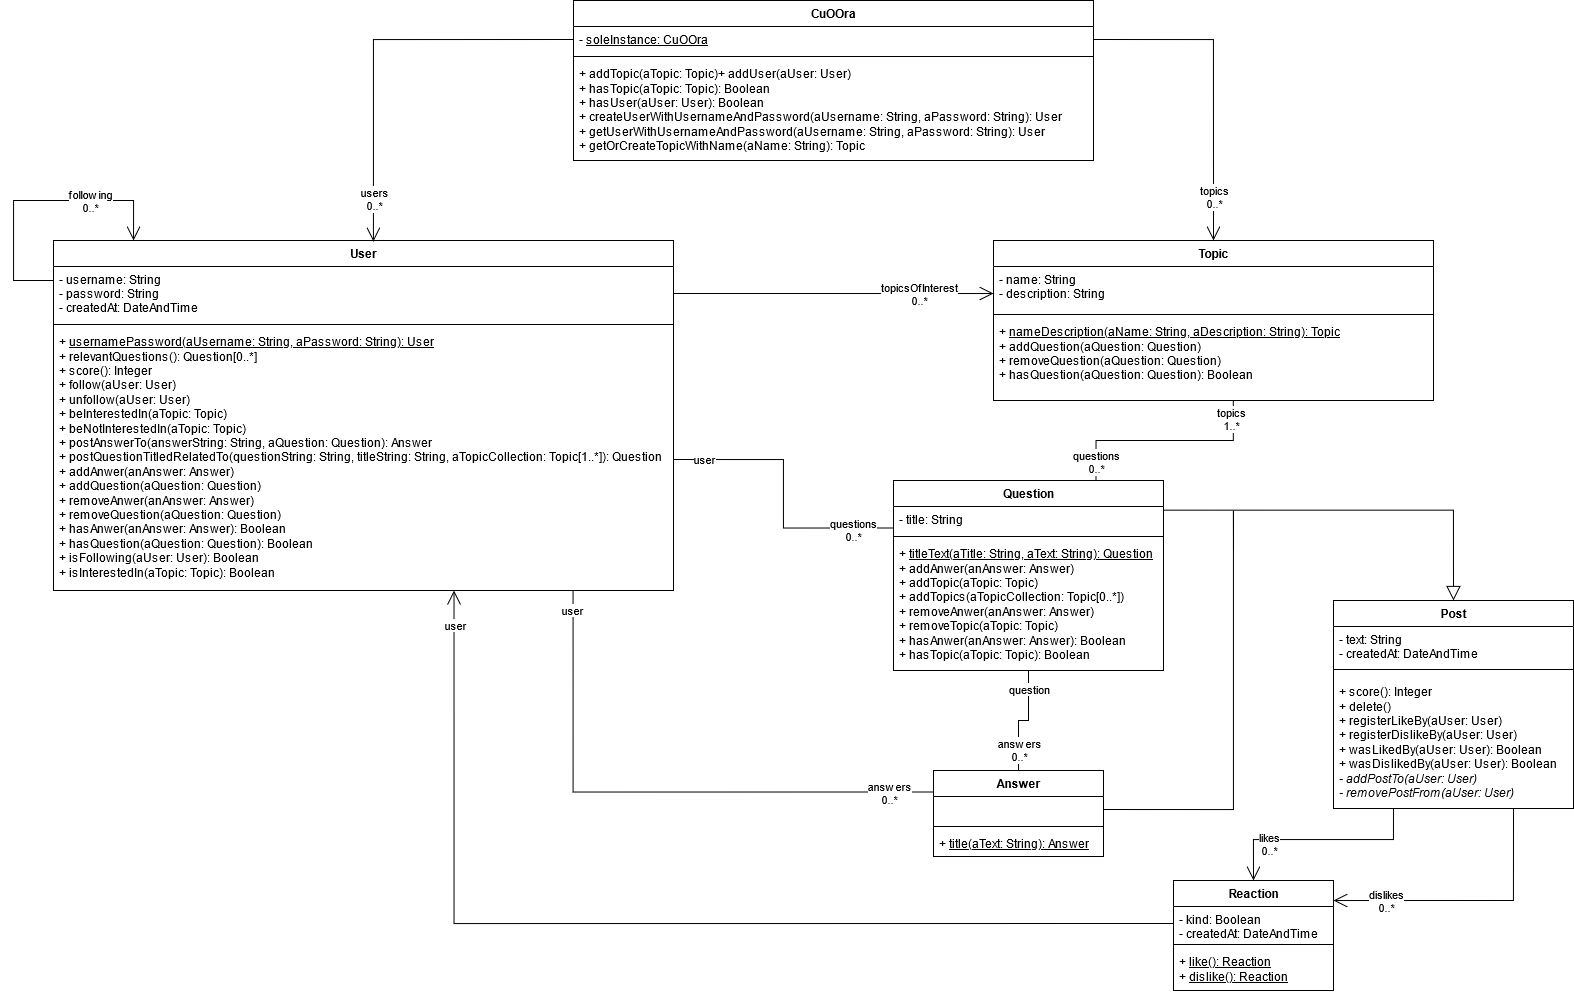 CuOOra
- soleInstance: CuOOra
+ addTopic(aTopic: Topic)+ addUser(aUser: User)
+ hasTopic(aTopic: Topic): Boolean
+ hasUser(aUser: User): Boolean
+ createUserWithUsernameAndPassword(aUsername: String, aPassword: String): User
+ getUserWithUsernameAndPassword(aUsername: String, aPassword: String): User
+ getOrCreateTopicWithName(aName: String): Topic
users
0..*
topics
0..*
following
0..*
User
- username: String
- password: String
- createdAt: DateAndTime
+ usernamePassword(aUsername: String, aPassword: String): User
+ relevantQuestions(): Question[0..*]
+ score(): Integer
+ follow(aUser: User)
+ unfollow(aUser: User)
+ beInterestedIn(aTopic: Topic)
+ beNotInterestedIn(aTopic: Topic)
+ postAnswerTo(answerString: String, aQuestion: Question): Answer
+ postQuestionTitledRelatedTo(questionString: String, titleString: String, aTopicCollection: Topic[1..*]): Question
+ addAnwer(anAnswer: Answer)
+ addQuestion(aQuestion: Question)
+ removeAnwer(anAnswer: Answer)
+ removeQuestion(aQuestion: Question)
+ hasAnwer(anAnswer: Answer): Boolean
+ hasQuestion(aQuestion: Question): Boolean
+ isFollowing(aUser: User): Boolean
+ isInterestedIn(aTopic: Topic): Boolean
topicsOfInterest
0..*
Topic
- name: String
- description: String
+ nameDescription(aName: String, aDescription: String): Topic
+ addQuestion(aQuestion: Question)
+ removeQuestion(aQuestion: Question)
+ hasQuestion(aQuestion: Question): Boolean
topics
1..*
questions
0..*
user
questions
0..*
Question
- title: String
+ titleText(aTitle: String, aText: String): Question
+ addAnwer(anAnswer: Answer)
+ addTopic(aTopic: Topic)
+ addTopics(aTopicCollection: Topic[0..*])
+ removeAnwer(anAnswer: Answer)
+ removeTopic(aTopic: Topic)
+ hasAnwer(anAnswer: Answer): Boolean
+ hasTopic(aTopic: Topic): Boolean
Post
- text: String
- createdAt: DateAndTime
+ score(): Integer
+ delete()
+ registerLikeBy(aUser: User)
+ registerDislikeBy(aUser: User)
+ wasLikedBy(aUser: User): Boolean
+ wasDislikedBy(aUser: User): Boolean
- addPostTo(aUser: User)
- removePostFrom(aUser: User)
user
user
question
answers
0..*
answers
0..*
Answer
+ title(aText: String): Answer
likes
0..*
dislikes
0..*
Reaction
- kind: Boolean
- createdAt: DateAndTime
+ like(): Reaction
+ dislike(): Reaction